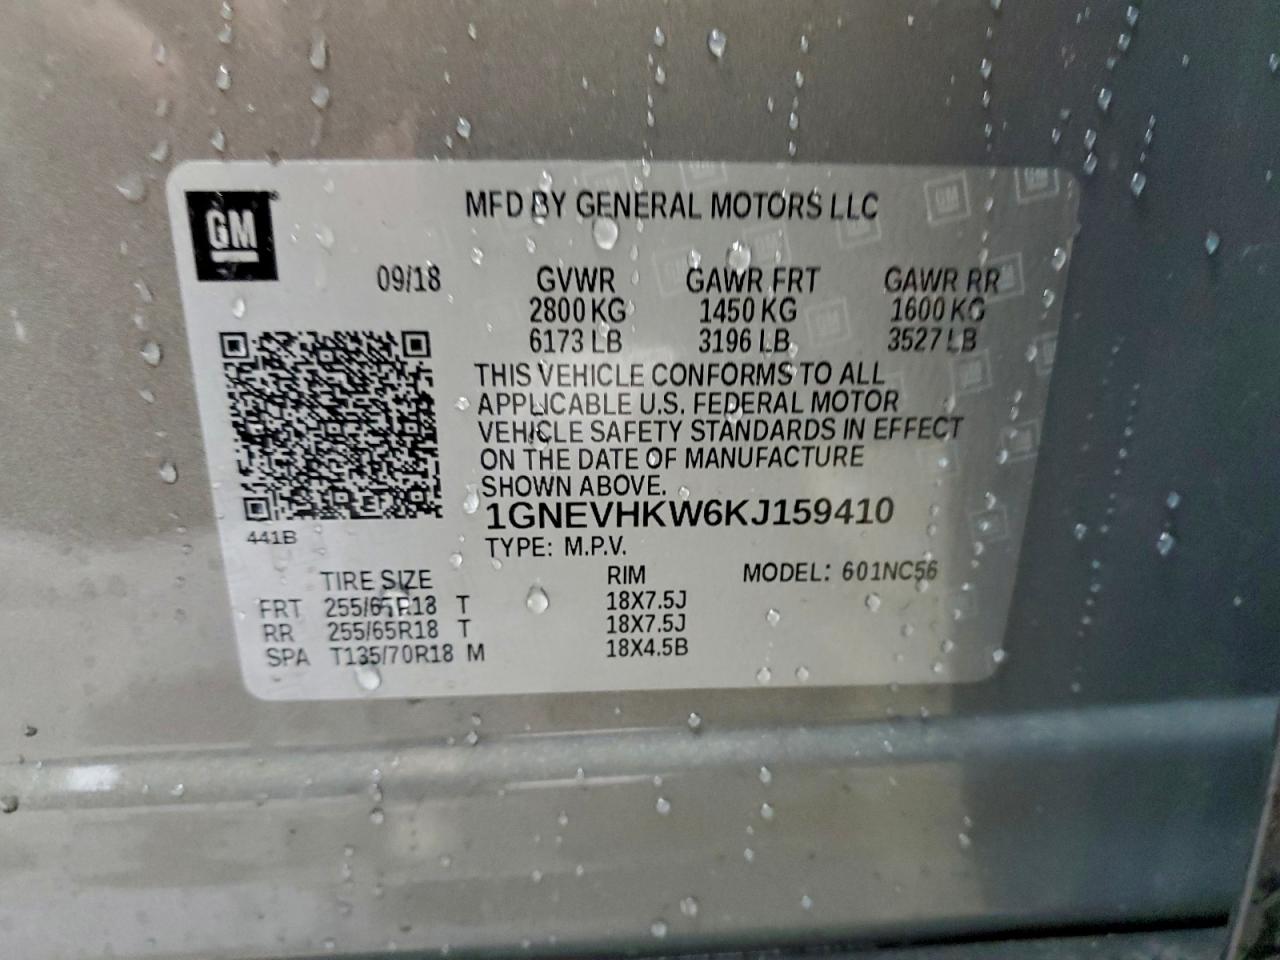 GM
MFD BY GENERAL MOTORS LLC
09/18 GVWR GAWR FRT GAWR RR
2800 KG 1450 KG 1600 KG
6173 LB 3196 LB 3527 LB
THIS VEHICLE CONFORMS TO ALL
APPLICABLE U.S. FEDERAL MOTOR
VEHICLE SAFETY STANDARDS IN EFFECT
ON THE DATE OF MANUFACTURE
SHOWN ABOVE.
1GNEVHKW6KJ159410
441B
TYPE: M.P.V.
TIRE SIZE RIM MODEL: 601NC56
FRT 255/65R18 T 18X7.5J
RR 255/65R18 T 18X7.5J
SPA T135/70R18 M 18X4.5B